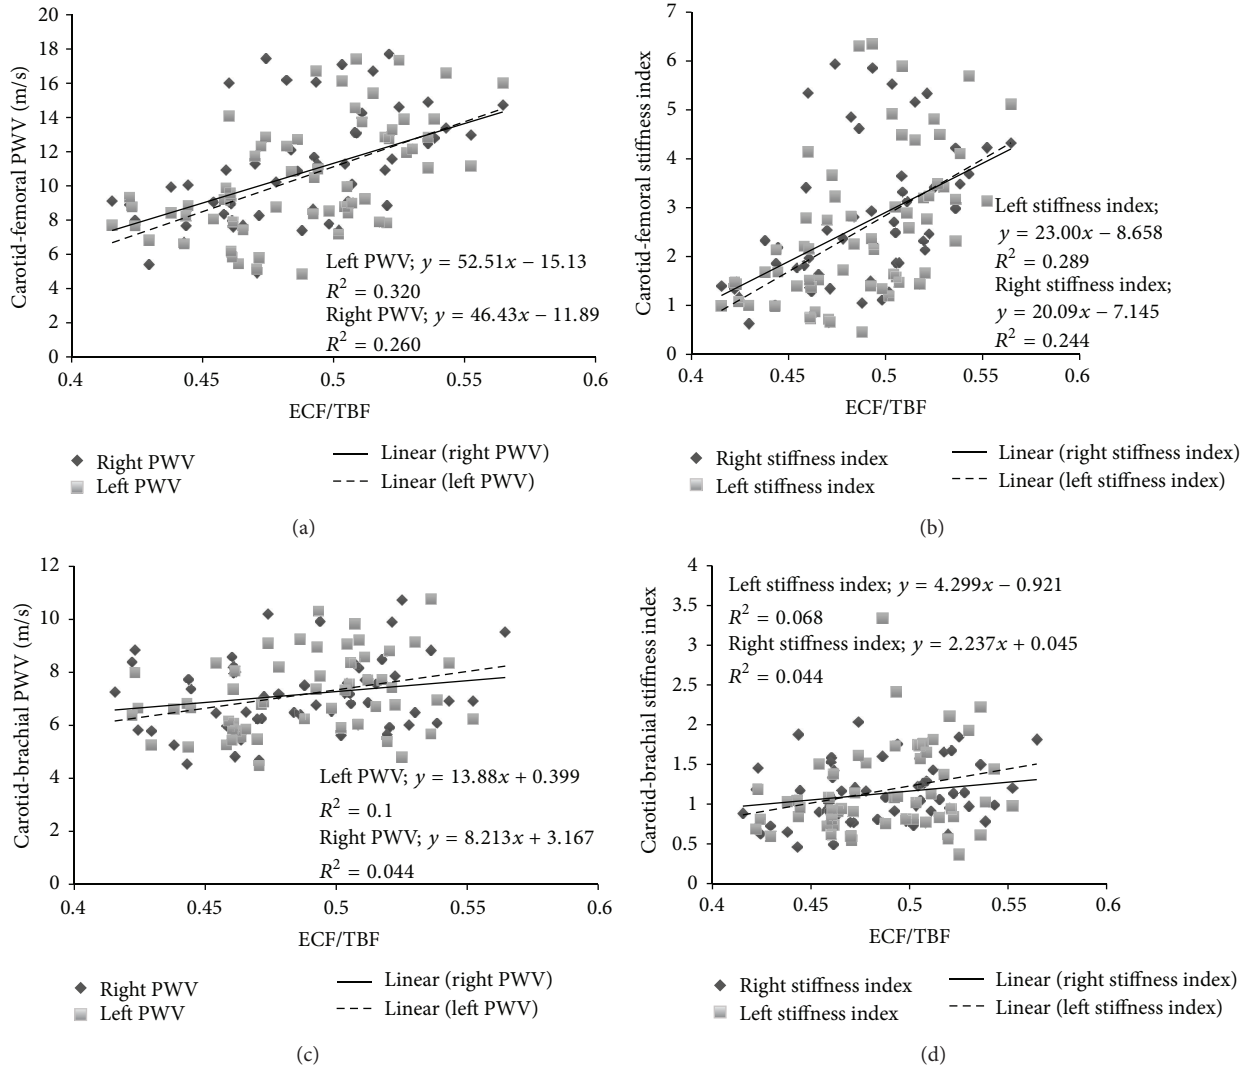 20
18
16
14
12
10
8
6
4
2
0
Carotid-femoral PWV (m/s)
Left PWV; y = 52.51x − 15.13
R² = 0.320
Right PWV; y = 46.43x − 11.89
R² = 0.260
0.4 0.45 0.5 0.55 0.6
ECF/TBF
Right PWV
Left PWV
Linear (right PWV)
Linear (left PWV)
(a)
7
6
5
4
3
2
1
0
Carotid-femoral stiffness index
Left stiffness index;
y = 23.00x − 8.658
R² = 0.289
Right stiffness index;
y = 20.09x − 7.145
R² = 0.244
0.4 0.45 0.5 0.55 0.6
ECF/TBF
Right stiffness index
Left stiffness index
Linear (right stiffness index)
Linear (left stiffness index)
(b)
12
10
8
6
4
2
0
Carotid-brachial PWV (m/s)
Left PWV; y = 13.88x + 0.399
R² = 0.1
Right PWV; y = 8.213x + 3.167
R² = 0.044
0.4 0.45 0.5 0.55 0.6
ECF/TBF
Right PWV
Left PWV
Linear (right PWV)
Linear (left PWV)
(c)
4
3.5
3
2.5
2
1.5
1
0.5
0
Carotid-brachial stiffness index
Left stiffness index; y = 4.299x − 0.921
R² = 0.068
Right stiffness index; y = 2.237x + 0.045
R² = 0.044
0.4 0.45 0.5 0.55 0.6
ECF/TBF
Right stiffness index
Left stiffness index
Linear (right stiffness index)
Linear (left stiffness index)
(d)